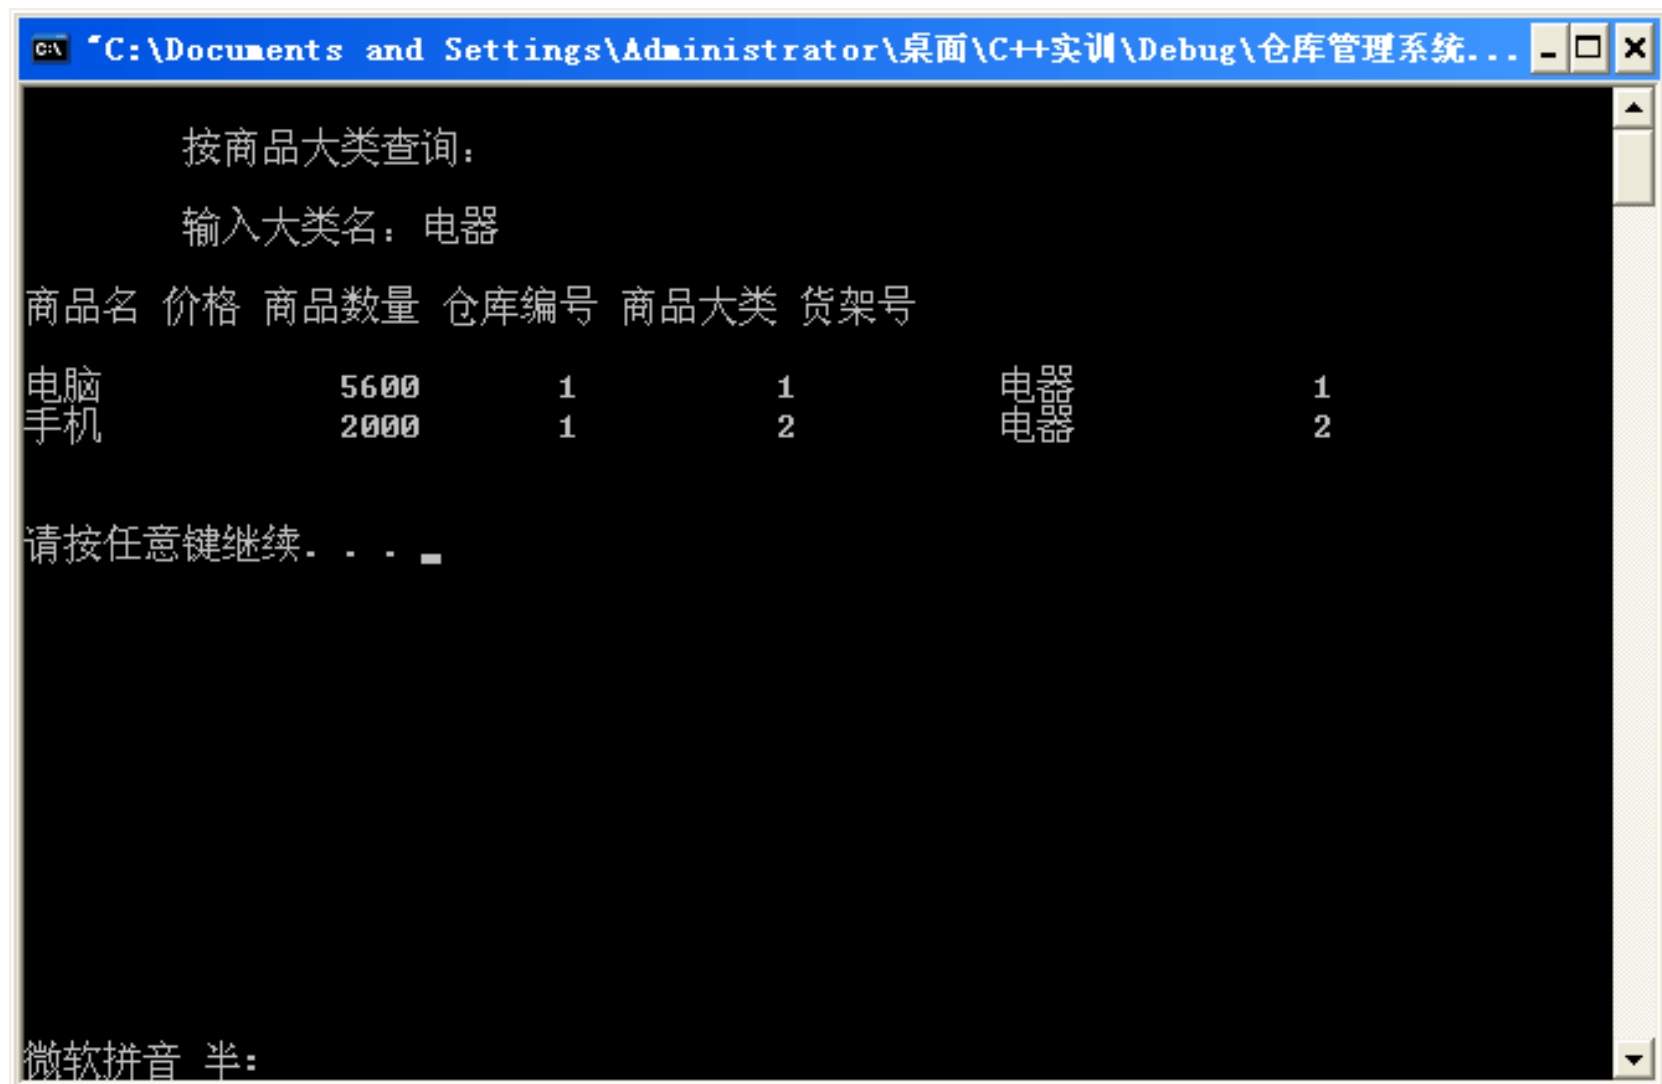 "C:\Documents and Settings\Administrator\桌面\C++实训\Debug\仓库管理系统...
按商品大类查询:
输入大类名: 电器
商品名 价格 商品数量 仓库编号 商品大类 货架号
电脑 5600 1 1 电器 1
手机 2000 1 2 电器 2
请按任意键继续. . .
微软拼音 半: